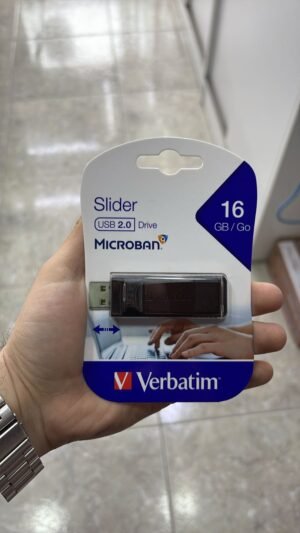 Slider
USB 2.0 Drive
MICROBAN
16
GB / Go
Verbatim